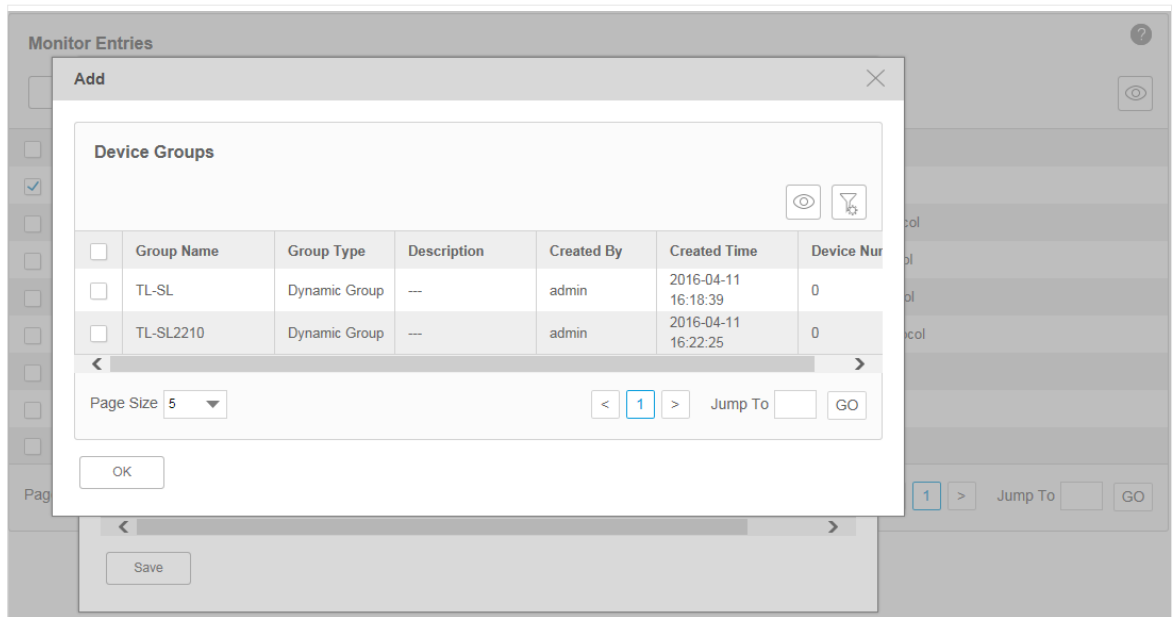 Monitor Entries
?
Add
Device Groups
Group Name Group Type Description Created By Created Time Device Nur
TL-SL Dynamic Group --- admin 2016-04-11 16:18:39 0
TL-SL2210 Dynamic Group --- admin 2016-04-11 16:22:25 0
Page Size 5 < 1 > Jump To GO
OK
col
ol
ol
ocol
Pag 1 > Jump To GO
Save